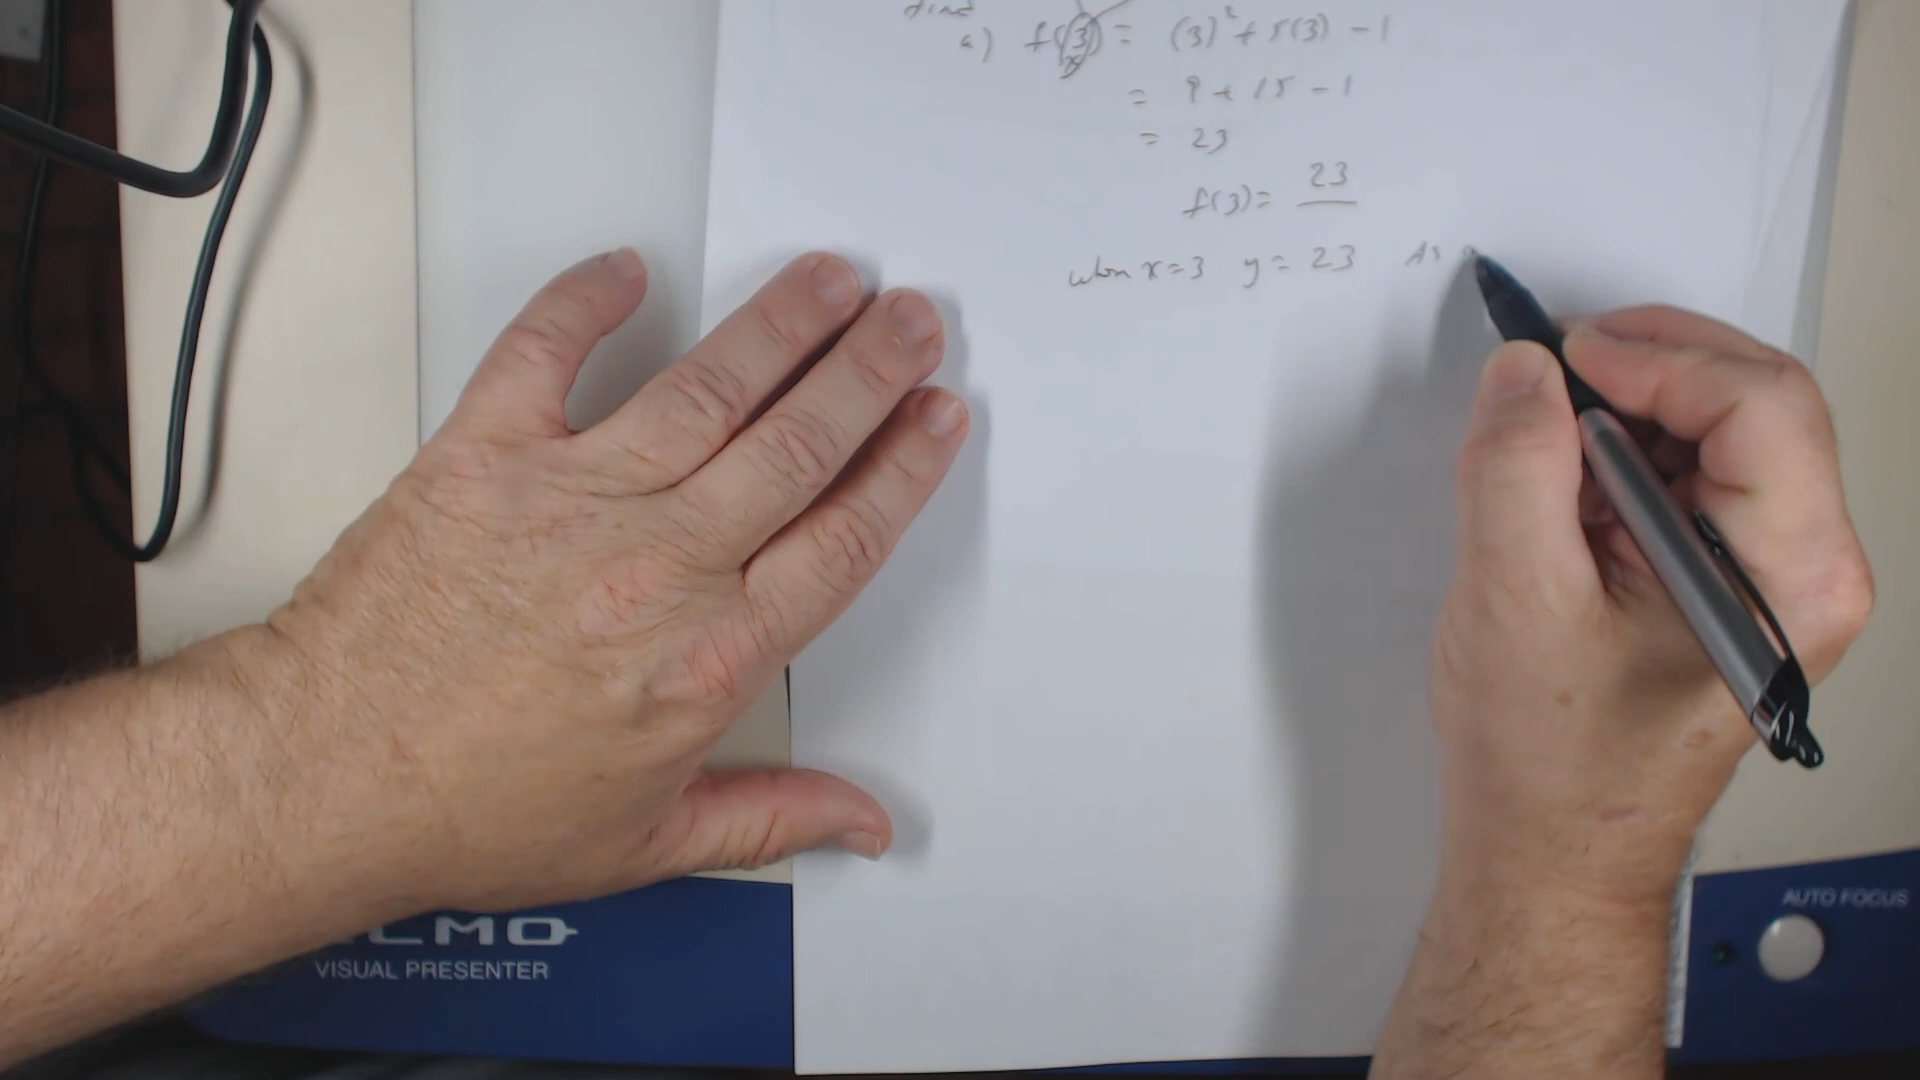 find
a) f(3) = (3)² + 5(3) - 1
x
= 9 + 15 - 1
= 23
f(3) = 23
when x = 3 y = 23 As
VISUAL PRESENTER
AUTO FOCUS